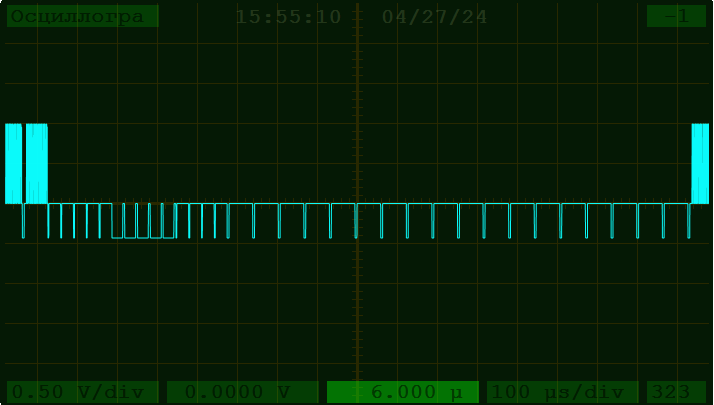 Осциллогра 15:55:10 04/27/24 -1
0.50 V/div 0.0000 V 6.000 µ 100 µs/div 323